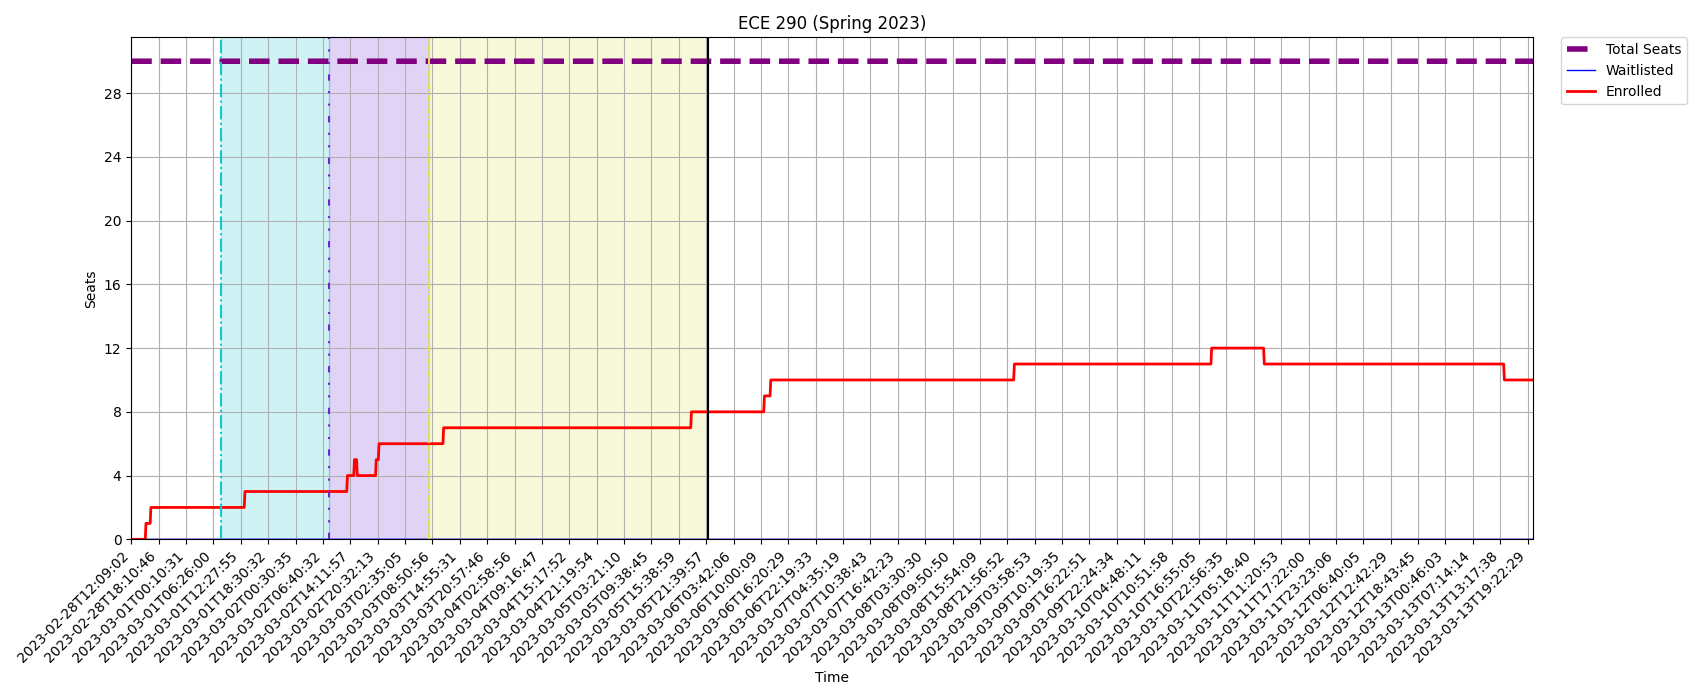 ECE 290 (Spring 2023)
Total Seats
Waitlisted
Enrolled
Seats
28
24
20
16
12
8
4
0
2023-02-28T12:09:02
2023-02-28T18:10:46
2023-03-01T00:10:31
2023-03-01T06:26:00
2023-03-01T12:27:55
2023-03-01T18:30:32
2023-03-02T00:30:35
2023-03-02T06:40:32
2023-03-02T14:11:57
2023-03-02T20:32:13
2023-03-03T02:35:05
2023-03-03T08:50:56
2023-03-03T14:55:31
2023-03-03T20:57:46
2023-03-04T02:58:56
2023-03-04T09:16:47
2023-03-04T15:17:52
2023-03-04T21:19:54
2023-03-05T03:21:10
2023-03-05T09:38:45
2023-03-05T15:38:59
2023-03-05T21:39:57
2023-03-06T03:42:06
2023-03-06T10:00:09
2023-03-06T16:20:29
2023-03-06T22:19:33
2023-03-07T04:35:19
2023-03-07T10:38:43
2023-03-07T16:42:23
2023-03-08T03:30:30
2023-03-08T09:50:50
2023-03-08T15:54:09
2023-03-08T21:56:52
2023-03-09T03:58:53
2023-03-09T10:19:35
2023-03-09T16:22:51
2023-03-09T22:24:34
2023-03-10T04:48:11
2023-03-10T10:51:58
2023-03-10T16:55:05
2023-03-10T22:56:35
2023-03-11T05:18:40
2023-03-11T11:20:53
2023-03-11T17:22:00
2023-03-11T23:23:06
2023-03-12T06:40:05
2023-03-12T12:42:29
2023-03-12T18:43:45
2023-03-13T00:46:03
2023-03-13T07:14:14
2023-03-13T13:17:38
2023-03-13T19:22:29
Time